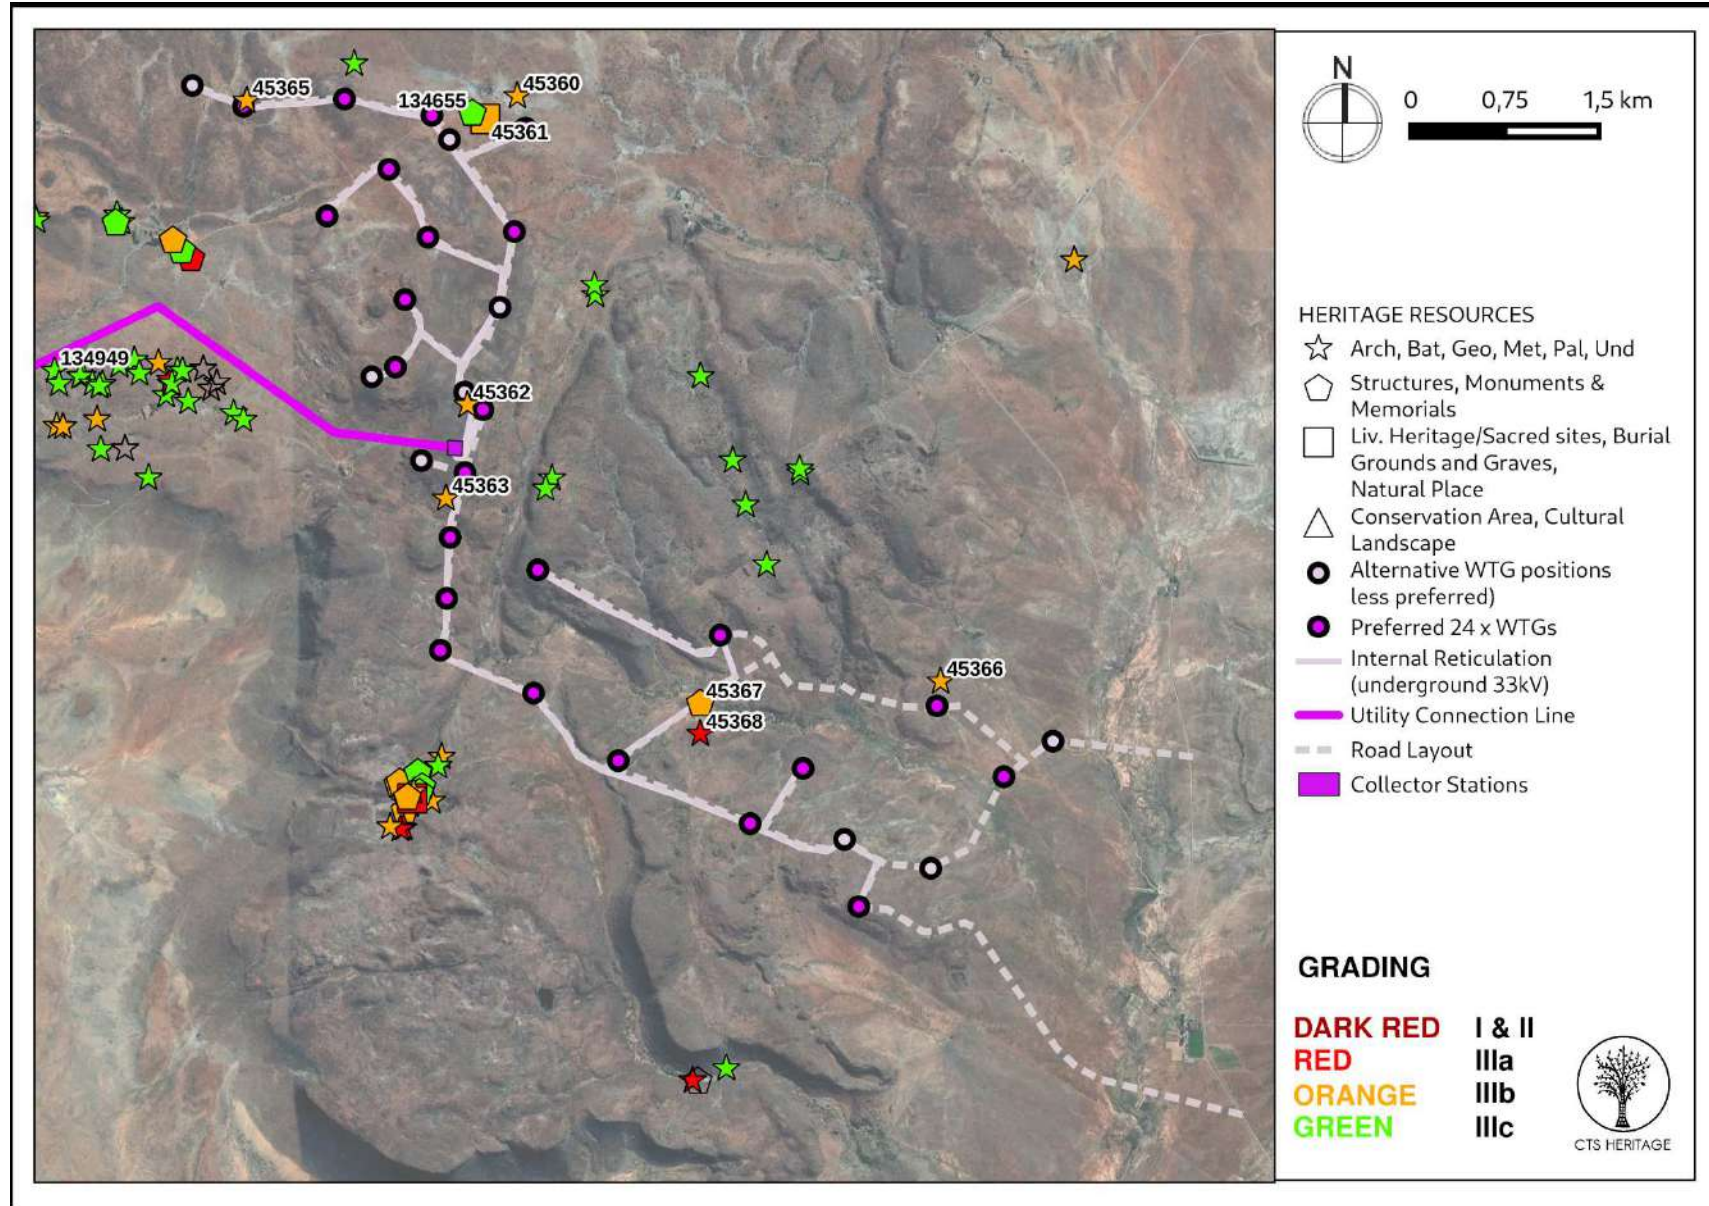 45365
134655
45360
45361
134949
45362
45363
45366
45367
45368
N
0 0,75 1,5 km
HERITAGE RESOURCES
Arch, Bat, Geo, Met, Pal, Und
Structures, Monuments &
Memorials
Liv. Heritage/Sacred sites, Burial
Grounds and Graves,
Natural Place
Conservation Area, Cultural
Landscape
Alternative WTG positions
less preferred)
Preferred 24 x WTGs
Internal Reticulation
(underground 33kV)
Utility Connection Line
Road Layout
Collector Stations
GRADING
DARK RED I & II
RED IIIa
ORANGE IIIb
GREEN IIIc
CTS HERITAGE